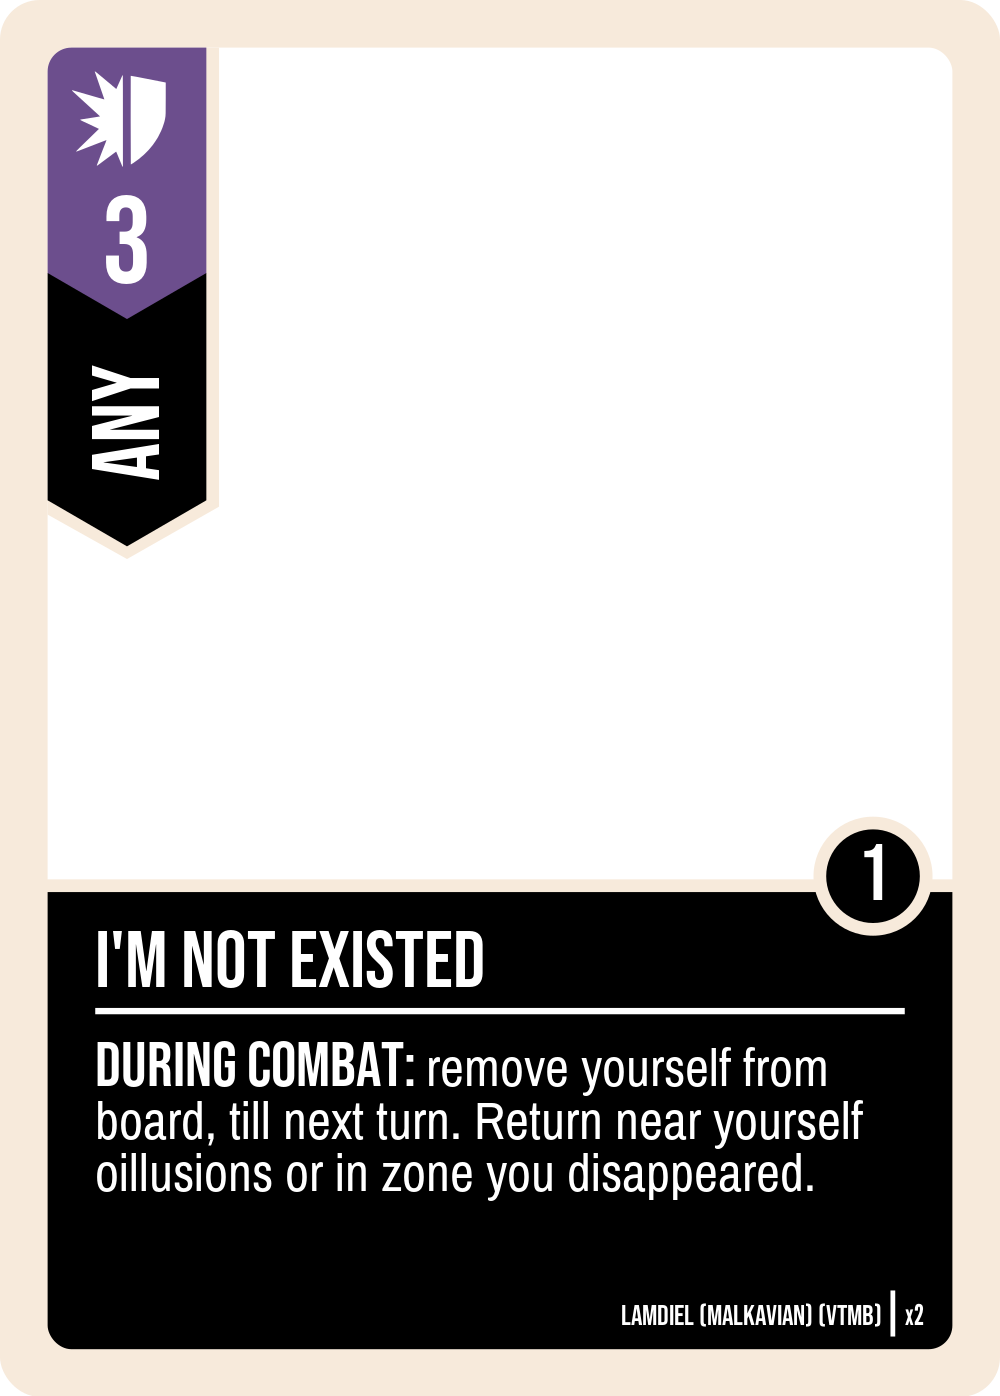 3
ANY
1
I'M NOT EXISTED
DURING COMBAT: remove yourself from
board, till next turn. Return near yourself
oillusions or in zone you disappeared.
LAMDIEL (MALKAVIAN) (VTMB) | x2